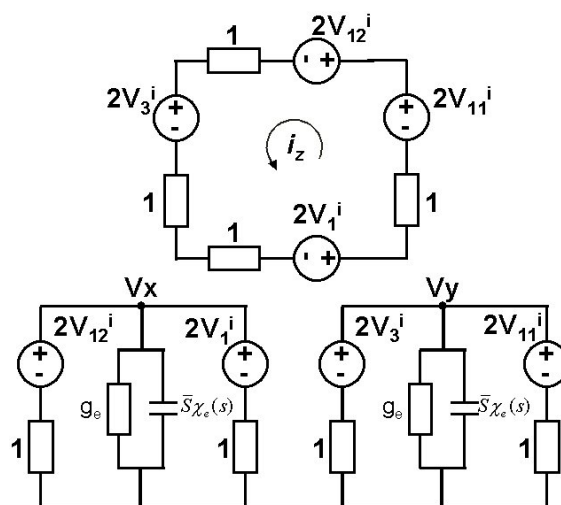 1 2V₁₂ⁱ
2V₃ⁱ + - - + + - 2V₁₁ⁱ
i_z
1 1
1 2V₁ⁱ
- +
Vx Vy
2V₁₂ⁱ 2V₁ⁱ 2V₃ⁱ 2V₁₁ⁱ
+ - + - + - + -
gₑ S̅χₑ(s) gₑ S̅χₑ(s)
1 1 1 1